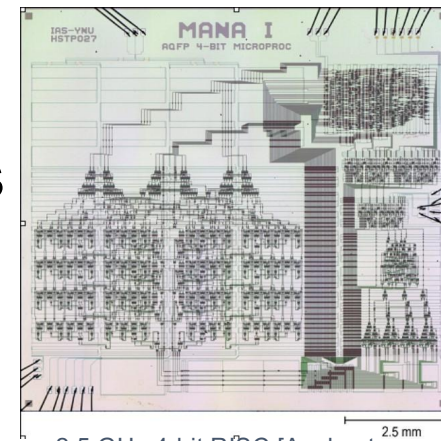 IAS-YNU
HSTP027
MANA I
AQFP 4-BIT MICROPROC
2.5 mm